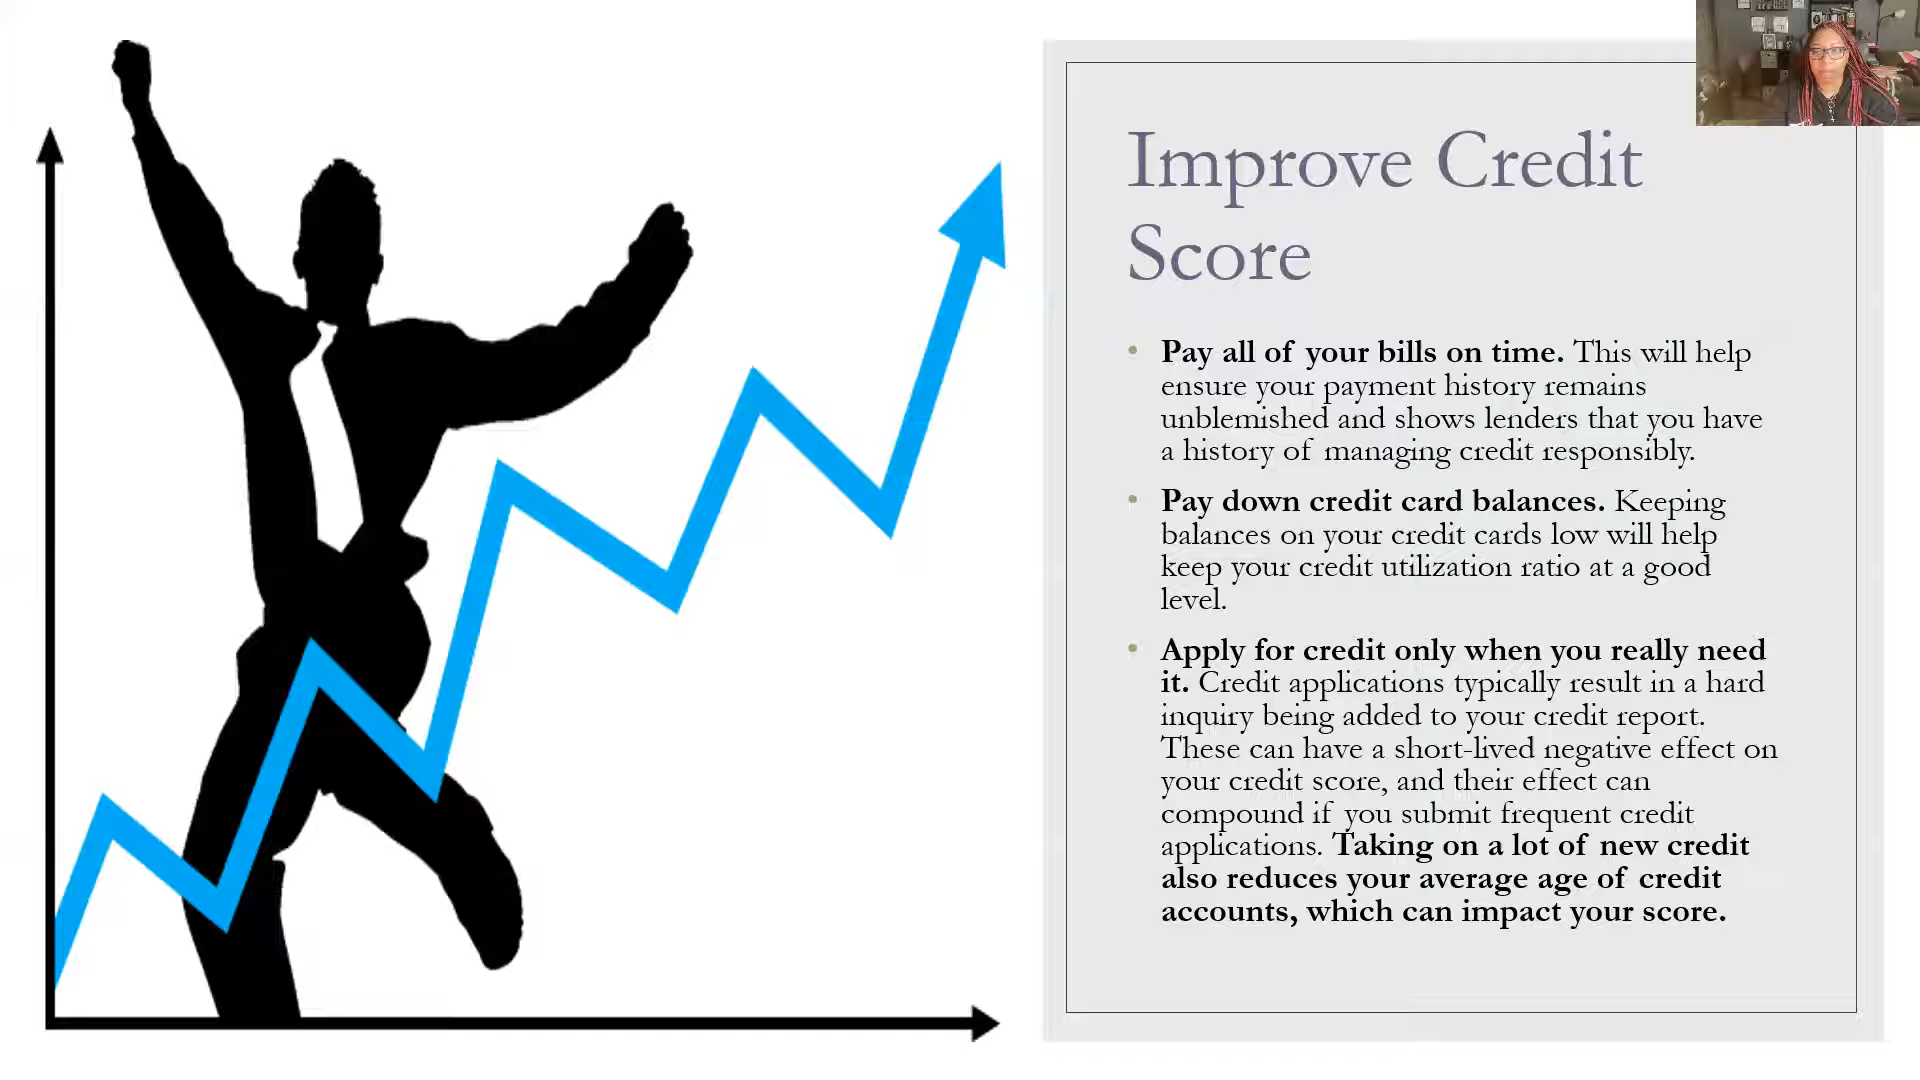 Improve Credit
Score
• Pay all of your bills on time. This will help
ensure your payment history remains
unblemished and shows lenders that you have
a history of managing credit responsibly.
• Pay down credit card balances. Keeping
balances on your credit cards low will help
keep your credit utilization ratio at a good
level.
• Apply for credit only when you really need
it. Credit applications typically result in a hard
inquiry being added to your credit report.
These can have a short-lived negative effect on
your credit score, and their effect can
compound if you submit frequent credit
applications. Taking on a lot of new credit
also reduces your average age of credit
accounts, which can impact your score.